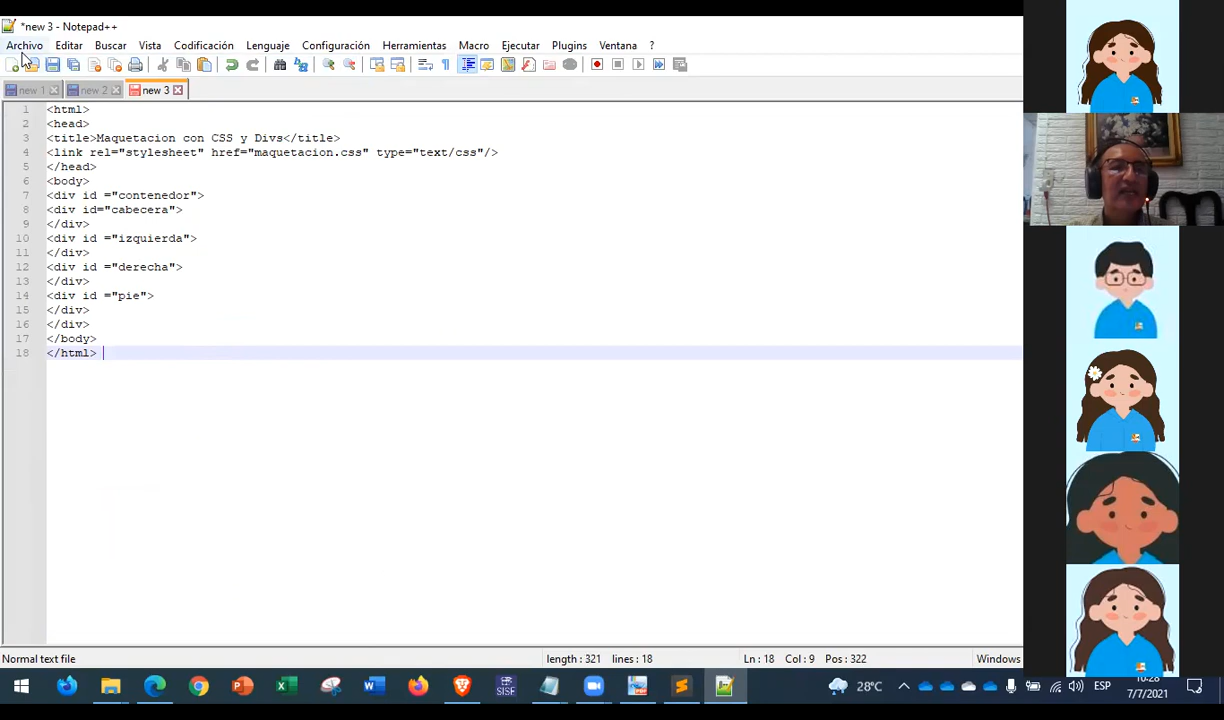 *new 3 - Notepad++
Archivo Editar Buscar Vista Codificación Lenguaje Configuración Herramientas Macro Ejecutar Plugins Ventana ?
new 1 new 2 new 3
1 <html>
2 <head>
3 <title>Maquetacion con CSS y Divs</title>
4 <link rel="stylesheet" href="maquetacion.css" type="text/css"/>
5 </head>
6 <body>
7 <div id ="contenedor">
8 <div id="cabecera">
9 </div>
10 <div id ="izquierda">
11 </div>
12 <div id ="derecha">
13 </div>
14 <div id ="pie">
15 </div>
16 </div>
17 </body>
18 </html>
Normal text file length : 321 lines : 18 Ln : 18 Col : 9 Pos : 322 Windows
SISF 28°C ESP 10:28
7/7/2021